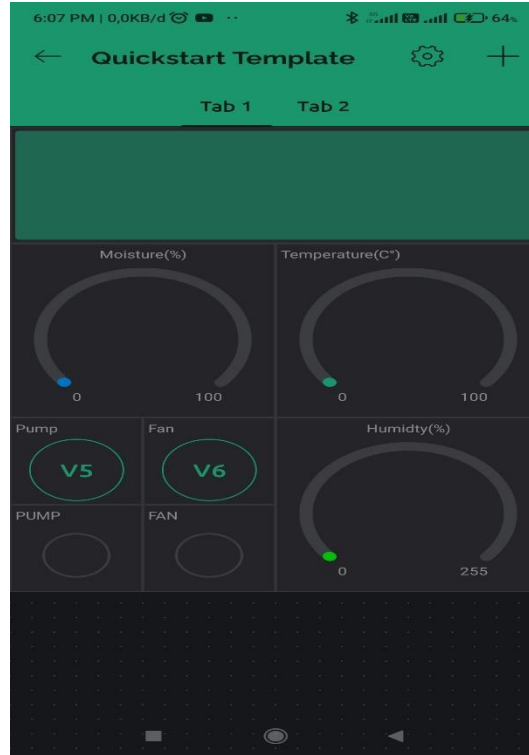 6:07 PM | 0,0KB/d ··
64%
Quickstart Template
Tab 1 Tab 2
Moisture(%)
0 100
Temperature(C°)
0 100
Pump
V5
Fan
V6
PUMP
FAN
Humidty(%)
0 255